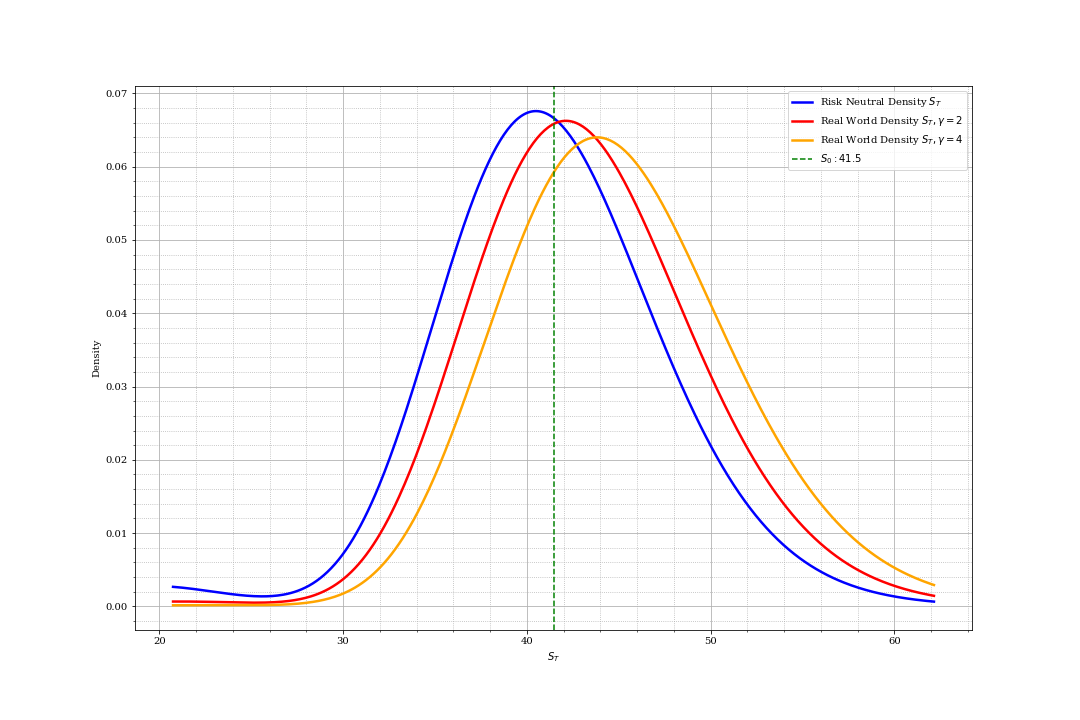 0.07
0.06
0.05
0.04
0.03
0.02
0.01
0.00
Density
20
30
40
50
60
S_T
Risk Neutral Density S_T
Real World Density S_T, γ = 2
Real World Density S_T, γ = 4
S_0 : 41.5